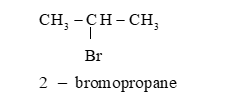 CH₃ – CH – CH₃
|
Br
2 – bromopropane